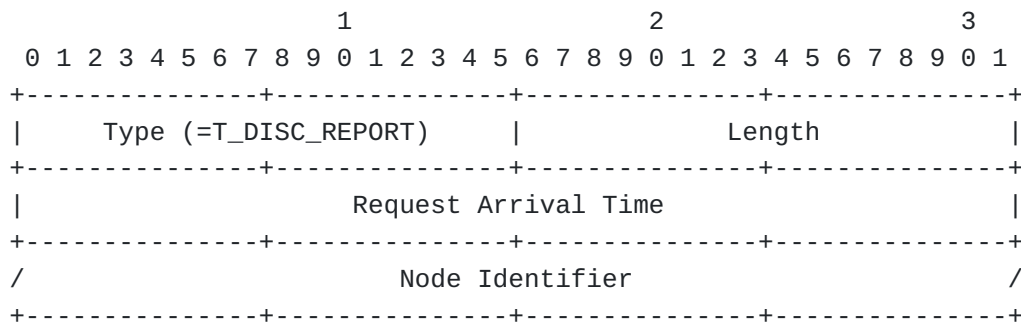 1                   2                   3
 0 1 2 3 4 5 6 7 8 9 0 1 2 3 4 5 6 7 8 9 0 1 2 3 4 5 6 7 8 9 0 1
+---------------+---------------+---------------+---------------+
|     Type (=T_DISC_REPORT)     |             Length            |
+---------------+---------------+---------------+---------------+
|                     Request Arrival Time                      |
+---------------+---------------+---------------+---------------+
/                        Node Identifier                        /
+---------------+---------------+---------------+---------------+